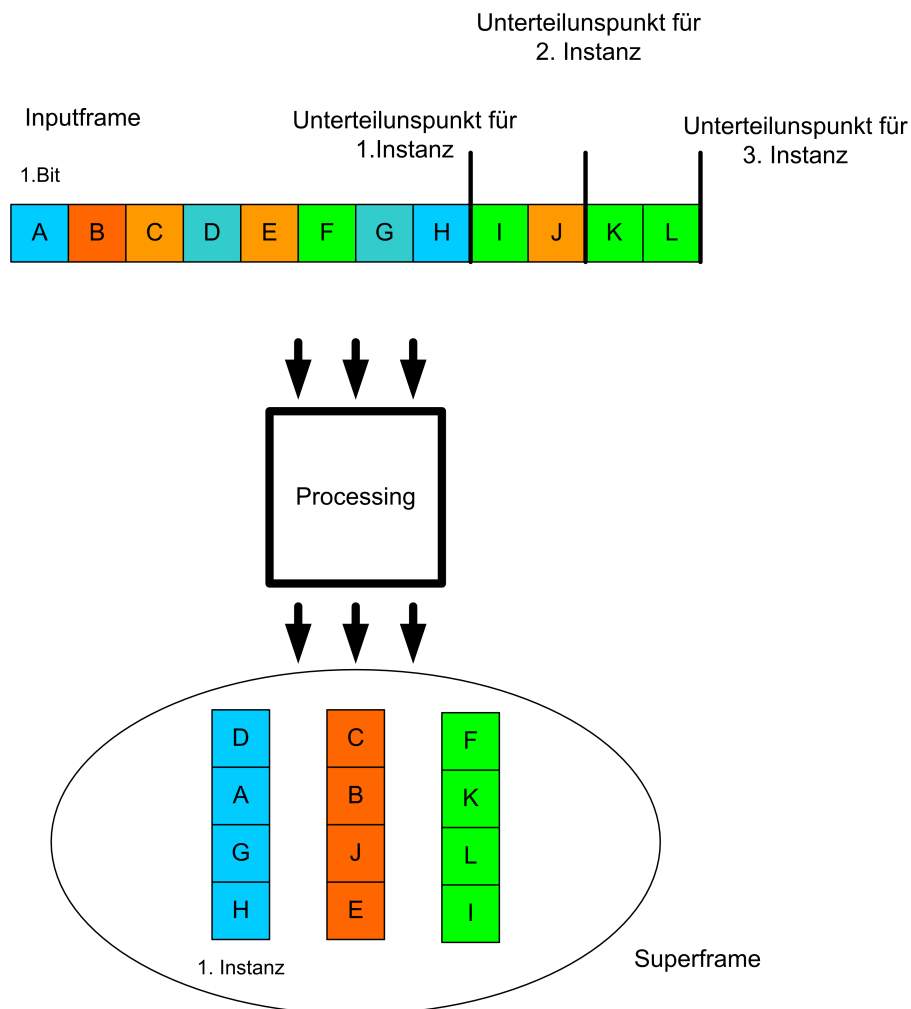 Unterteilunspunkt für
2. Instanz
Inputframe
Unterteilunspunkt für
1.Instanz
Unterteilunspunkt für
3. Instanz
1.Bit
A B C D E F G H I J K L
Processing
D C F
A B K
G J L
H E I
1. Instanz
Superframe